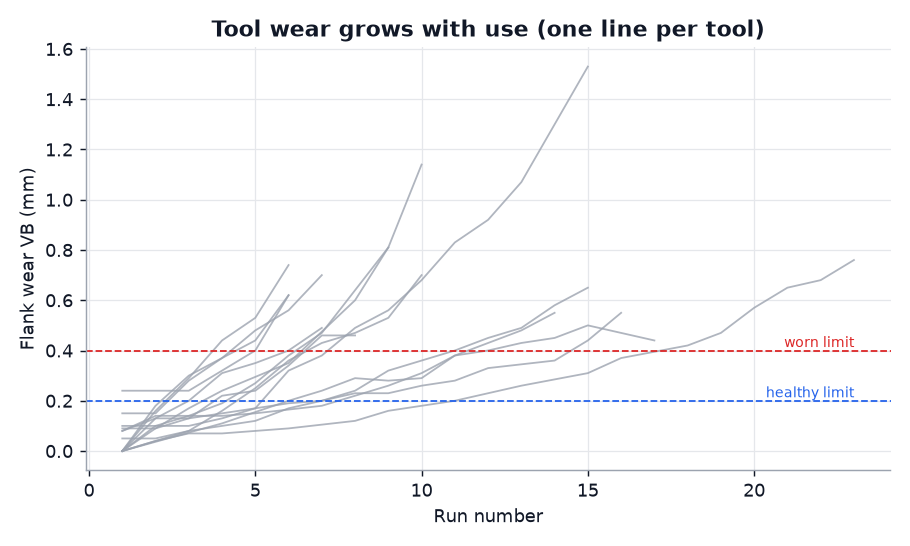 Tool wear grows with use (one line per tool)
Flank wear VB (mm)
1.6
1.4
1.2
1.0
0.8
0.6
0.4
0.2
0.0
worn limit
healthy limit
0
5
10
15
20
Run number